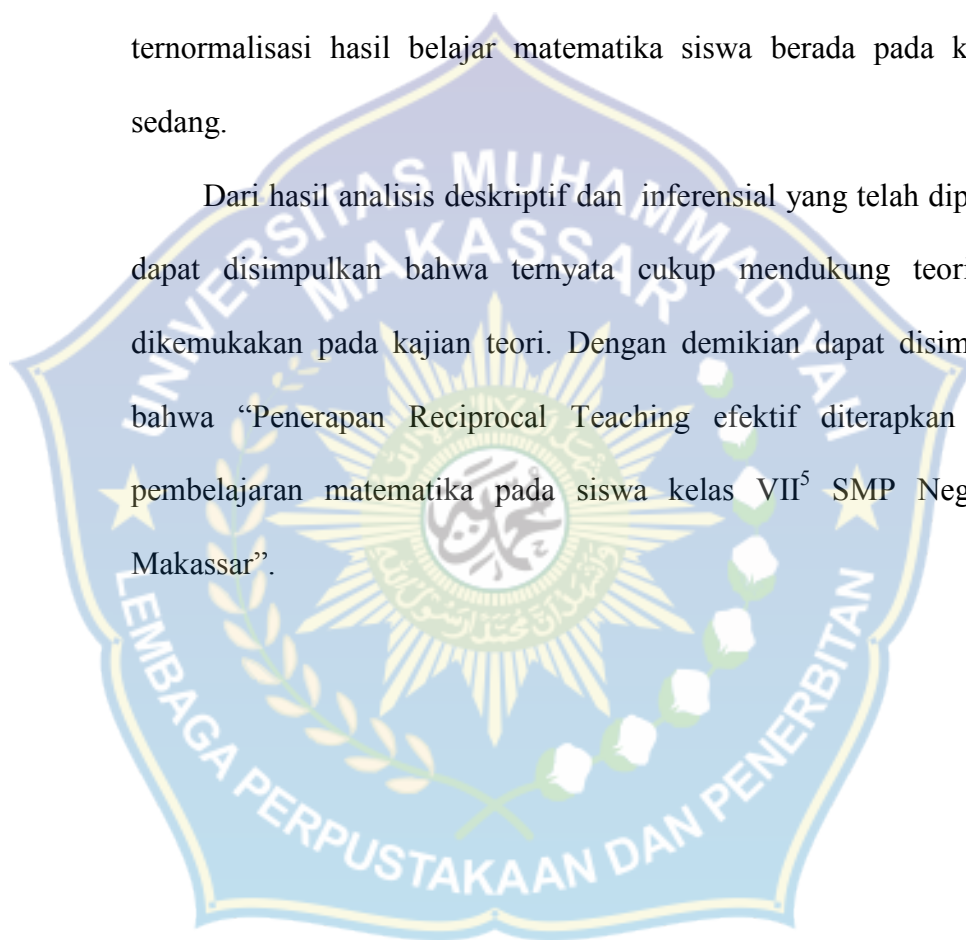 ternormalisasi hasil belajar matematika siswa berada pada k
sedang.
Dari hasil analisis deskriptif dan inferensial yang telah dip
dapat disimpulkan bahwa ternyata cukup mendukung teori
dikemukakan pada kajian teori. Dengan demikian dapat disim
bahwa “Penerapan Reciprocal Teaching efektif diterapkan
pembelajaran matematika pada siswa kelas VII⁵ SMP Neg
Makassar”.
UNIVERSITAS MUHAMMADIYAH
MAKASSAR
LEMBAGA PERPUSTAKAAN DAN PENERBITAN